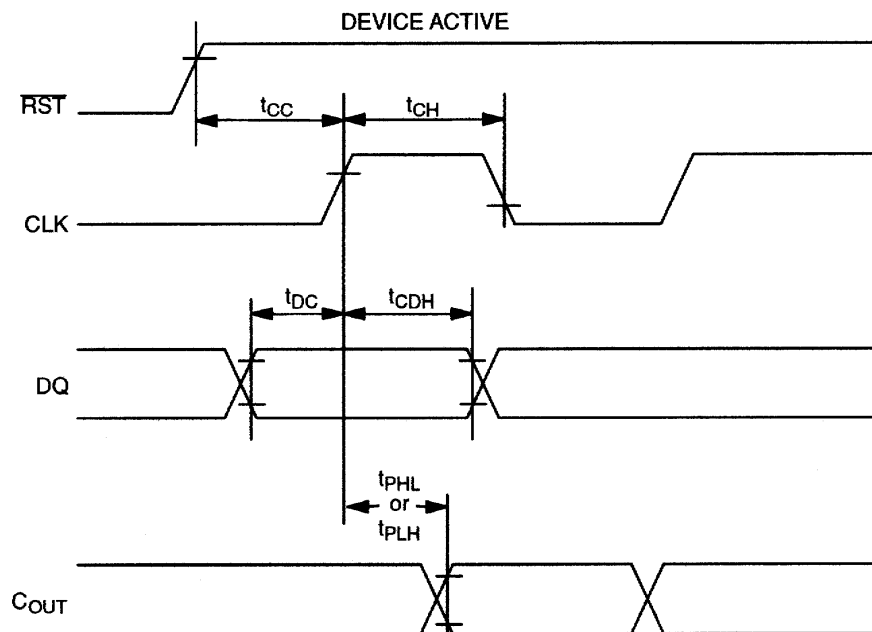 DEVICE ACTIVE
RST
tCC
tCH
CLK
tDC
tCDH
DQ
tPHL
or
tPLH
COUT